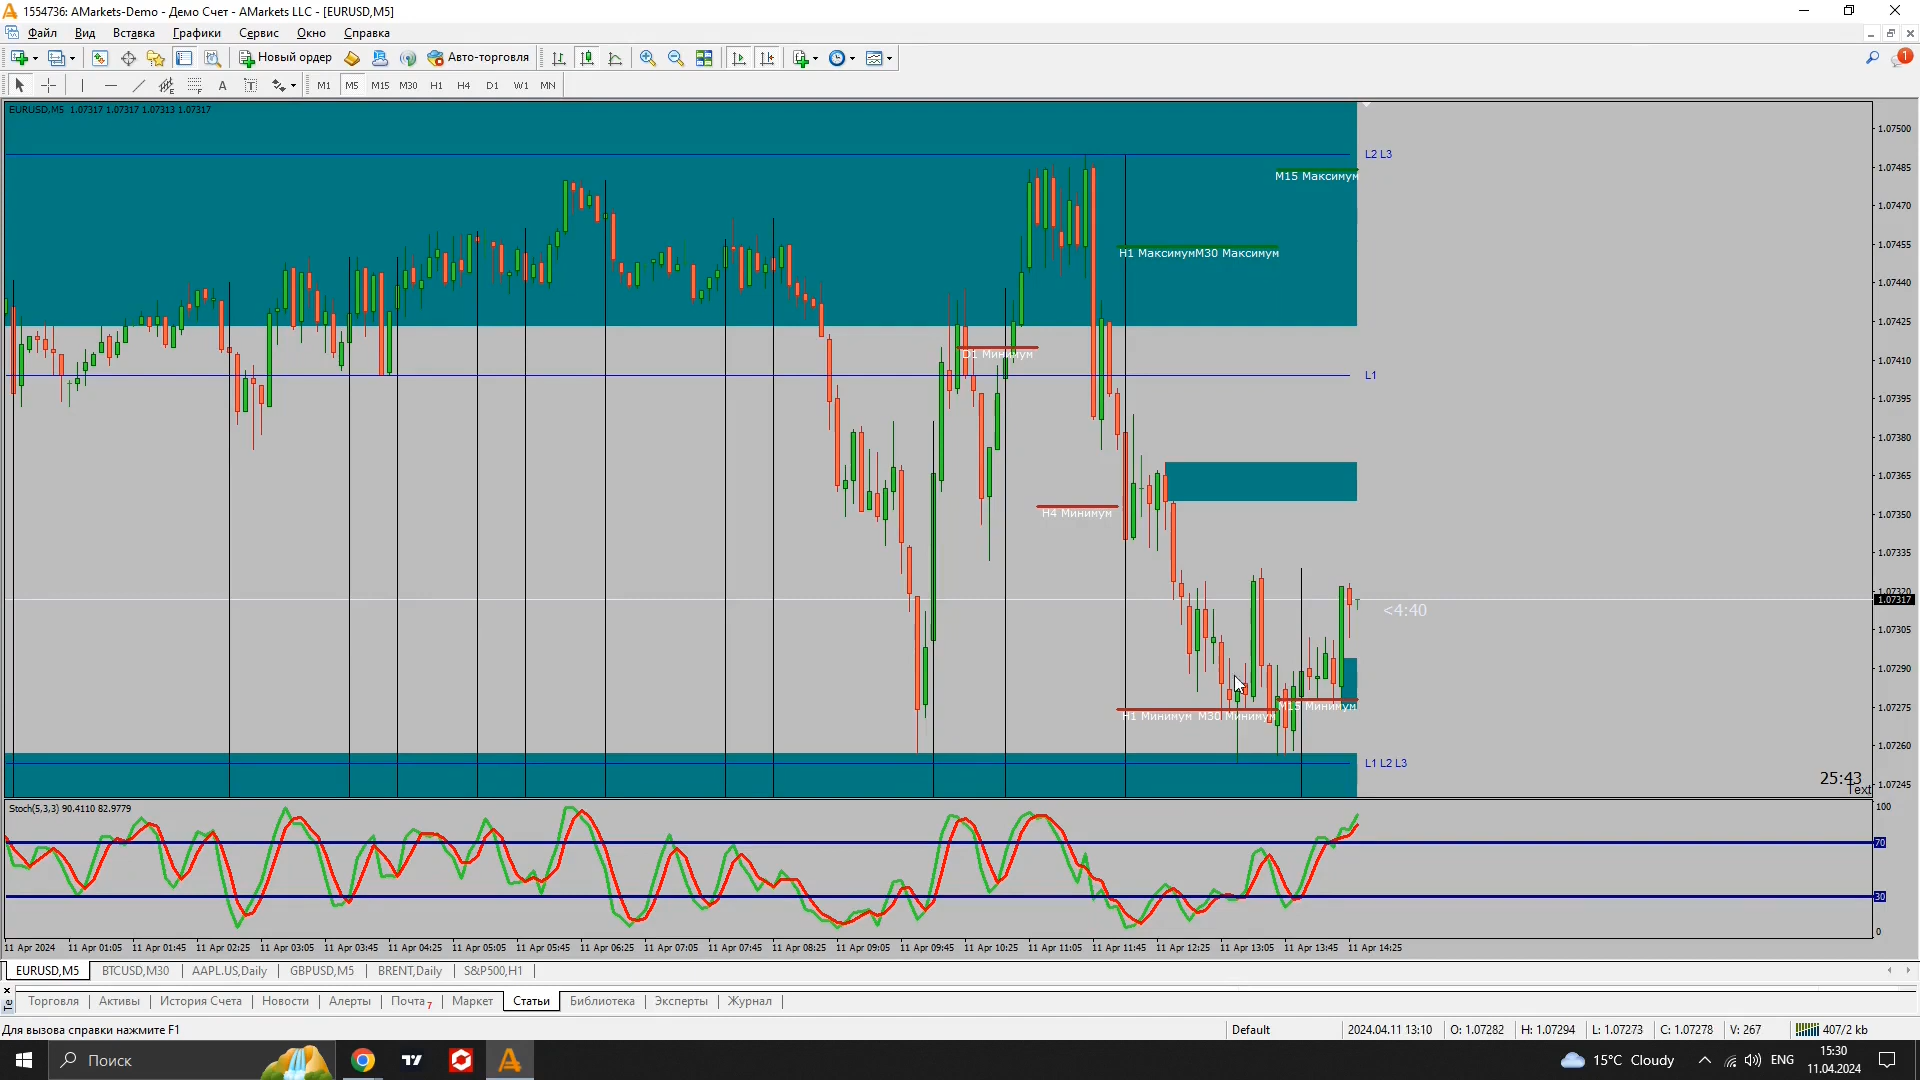 1554736: AMarkets-Demo - Демо Счет - AMarkets LLC - [EURUSD,M5]
Файл Вид Вставка Графики Сервис Окно Справка
Новый ордер Авто-торговля 1
A T M1 M5 M15 M30 H1 H4 D1 W1 MN
EURUSD,M5 1.07317 1.07317 1.07313 1.07317
1.07500
L2 L3
1.07485
M15 Максимум
1.07470
1.07455
H1 МаксимумM30 Максимум
1.07440
1.07425
D1 Минимум
1.07410
L1
1.07395
1.07380
1.07365
H4 Минимум
1.07350
1.07335
1.07320
1.07317
<4:40
1.07305
1.07290
M15 Минимум
1.07275
H1 Минимум M30 Минимум
1.07260
L1 L2 L3
25:43
1.07245
Text
Stoch(5,3,3) 90.4110 82.9779
100
70
30
0
11 Apr 2024 11 Apr 01:05 11 Apr 01:45 11 Apr 02:25 11 Apr 03:05 11 Apr 03:45 11 Apr 04:25 11 Apr 05:05 11 Apr 05:45 11 Apr 06:25 11 Apr 07:05 11 Apr 07:45 11 Apr 08:25 11 Apr 09:05 11 Apr 09:45 11 Apr 10:25 11 Apr 11:05 11 Apr 11:45 11 Apr 12:25 11 Apr 13:05 11 Apr 13:45 11 Apr 14:25
EURUSD,M5 BTCUSD,M30 AAPL.US,Daily GBPUSD,M5 BRENT,Daily S&P500,H1
Торговля Активы История Счета Новости Алерты Почта 7 Маркет Статьи Библиотека Эксперты Журнал
Для вызова справки нажмите F1 Default 2024.04.11 13:10 O: 1.07282 H: 1.07294 L: 1.07273 C: 1.07278 V: 267 407/2 kb
Поиск 15°C Cloudy ENG 15:30
11.04.2024